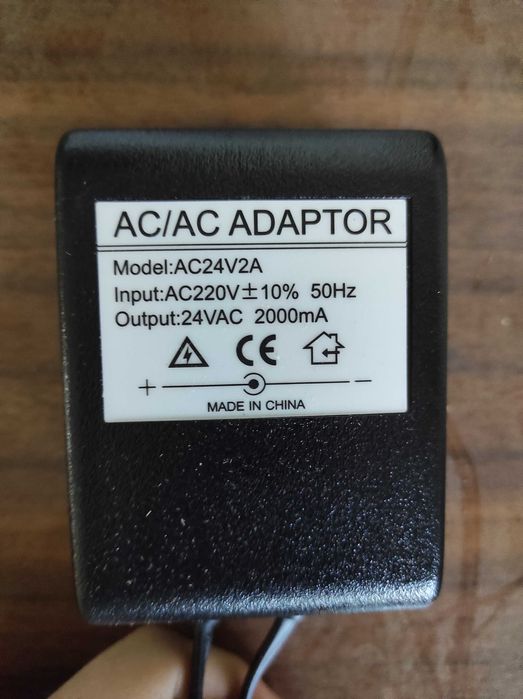 AC/AC ADAPTOR
Model:AC24V2A
Input:AC220V±10% 50Hz
Output:24VAC 2000mA
CE
+ −
MADE IN CHINA